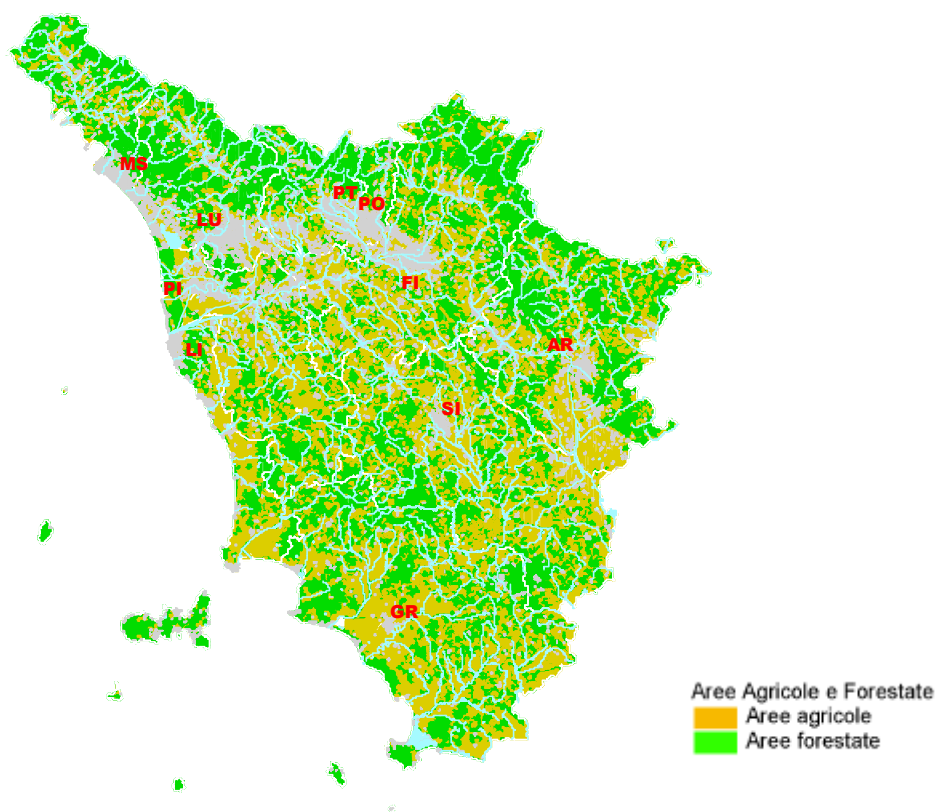 MS
PT
PO
LU
FI
PI
AR
LI
SI
GR
Aree Agricole e Forestate
Aree agricole
Aree forestate